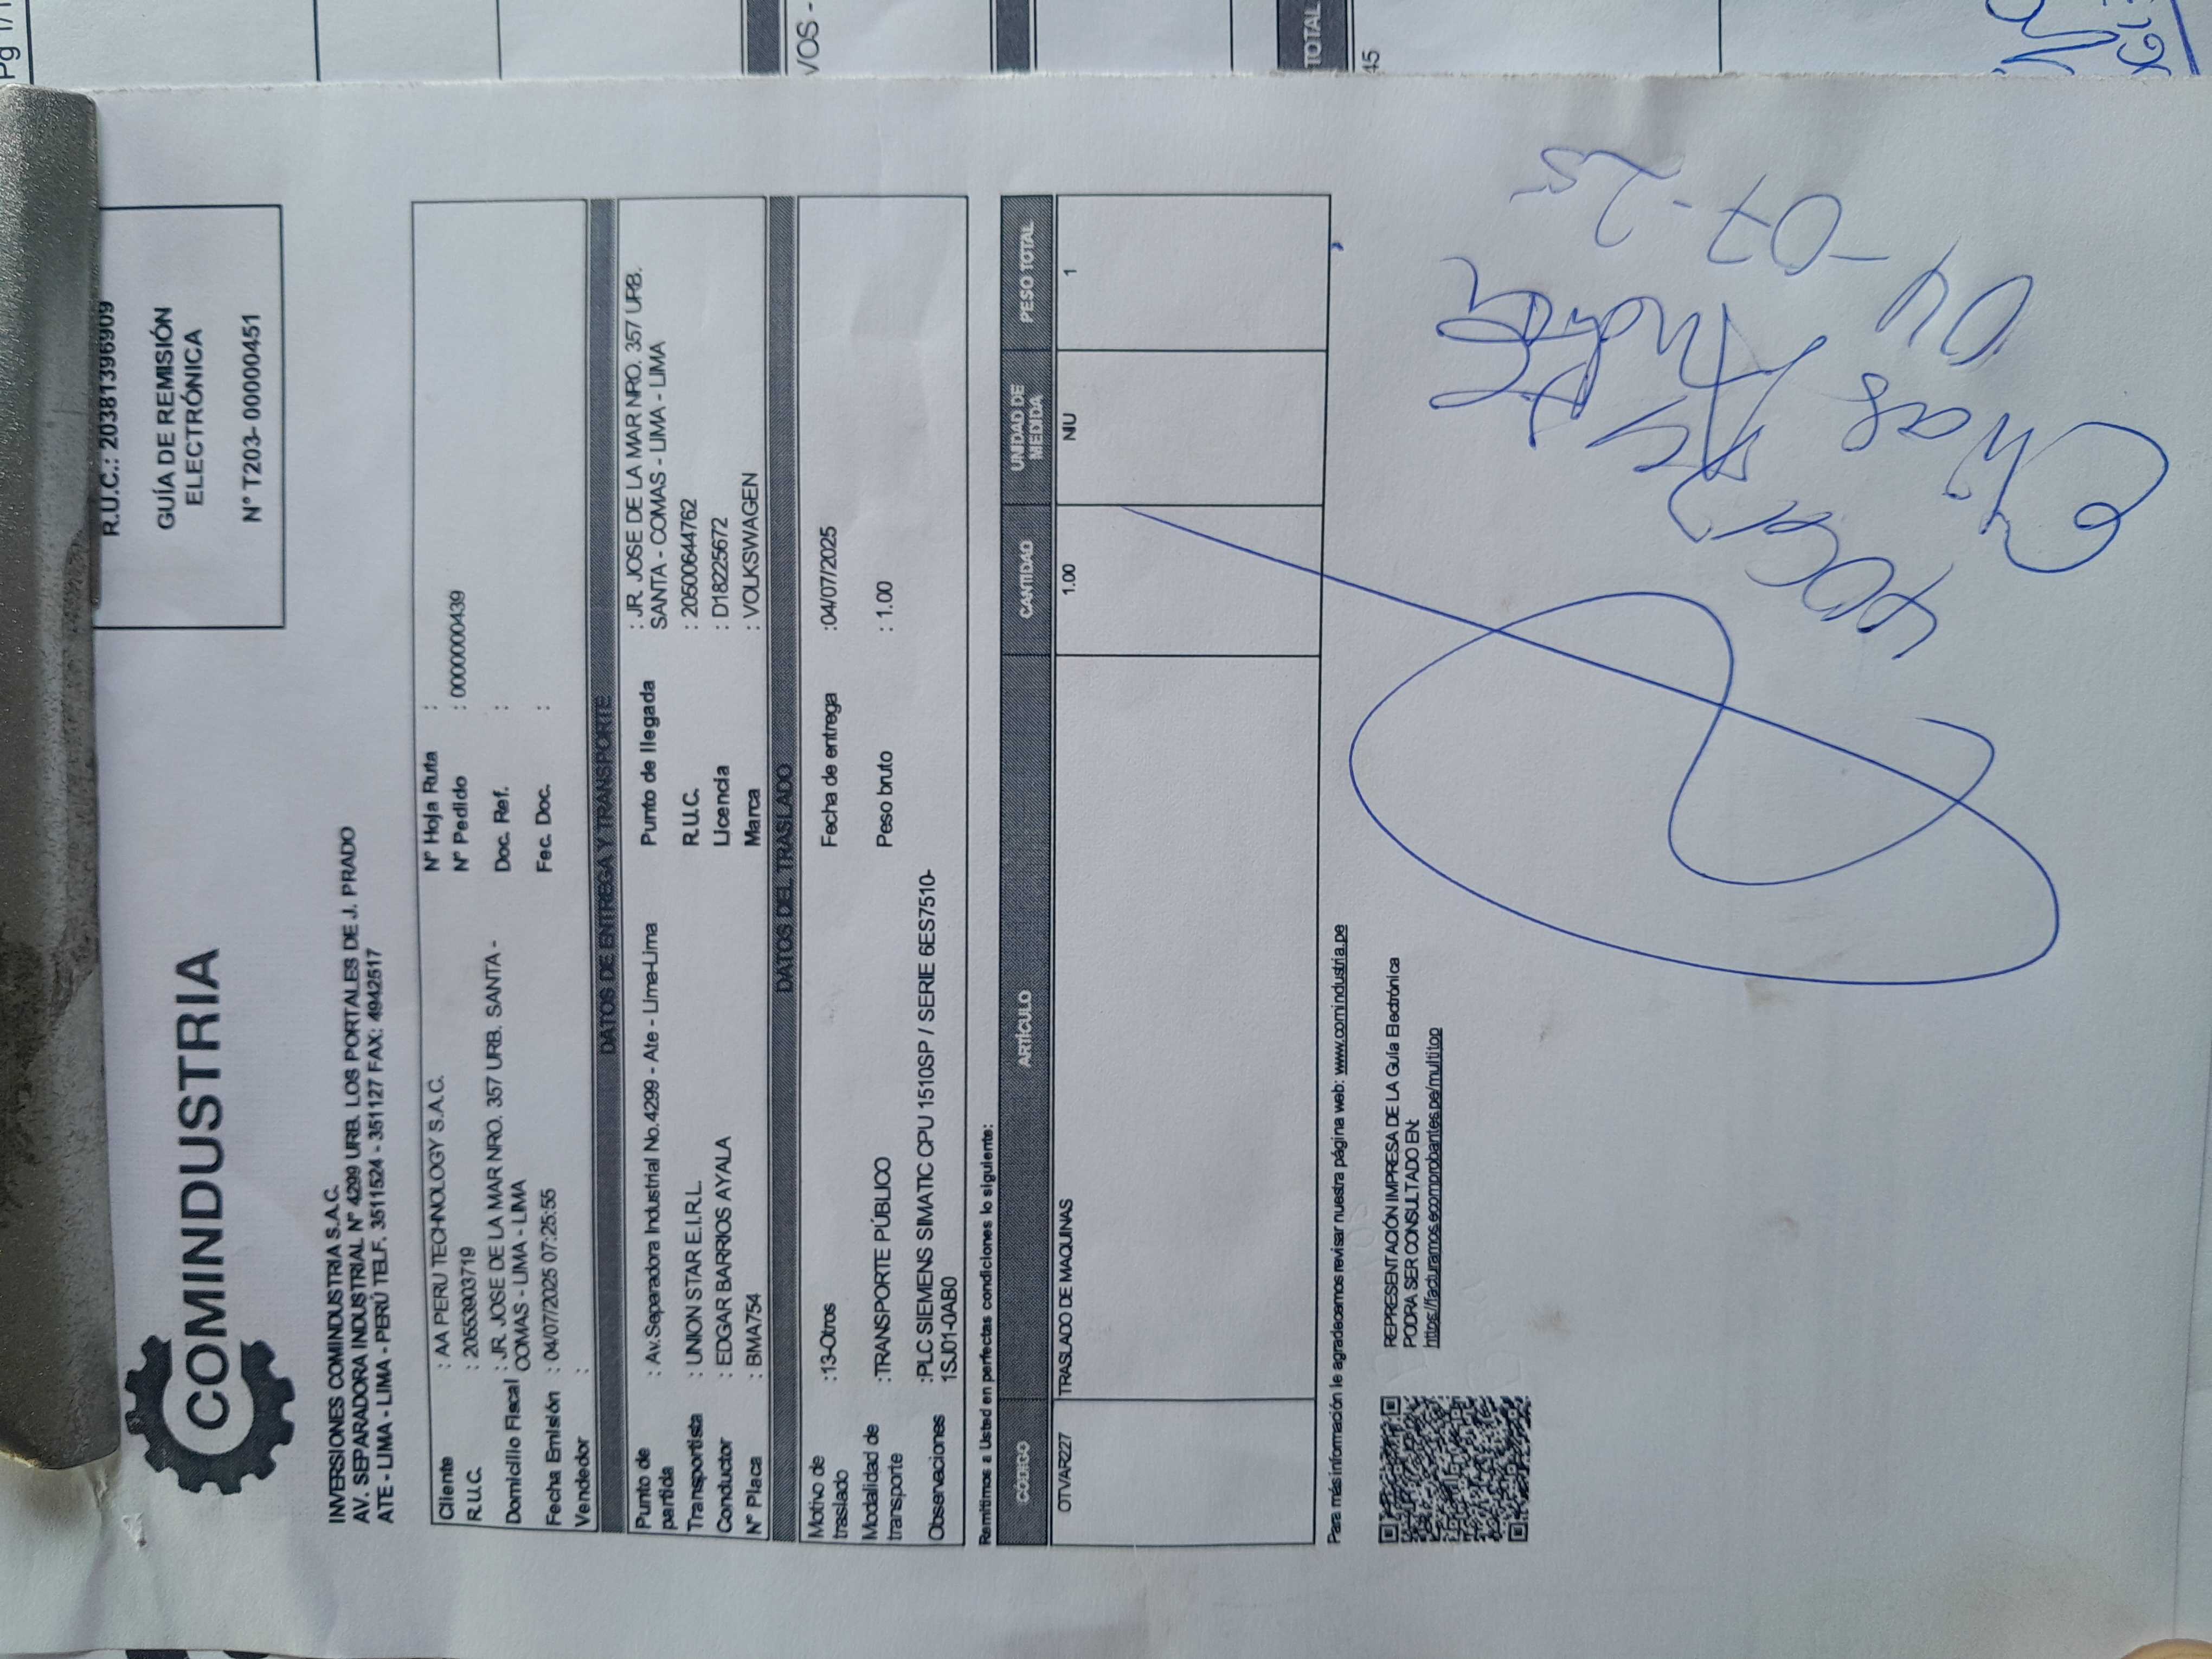 Pg 1/1
VOS -
TOTAL
45
COMINDUSTRIA
R.U.C.: 20381396909
GUÍA DE REMISIÓN
ELECTRÓNICA
N° T203- 00000451
INVERSIONES COMINDUSTRIA S.A.C.
AV. SEPARADORA INDUSTRIAL N° 4299 URB. LOS PORTALES DE J. PRADO
ATE - LIMA - LIMA - PERÚ TELF. 3511524 - 351127 FAX: 4942517
Cliente : AA PERU TECHNOLOGY S.A.C. N° Hoja Ruta :
R.U.C. : 20553903719 N° Pedido : 0000000439
Domicilio Fiscal : JR. JOSE DE LA MAR NRO. 357 URB. SANTA - Doc. Ref. :
COMAS - LIMA - LIMA
Fecha Emisión : 04/07/2025 07:25:55 Fec. Doc. :
Vendedor :
DATOS DE ENTREGA Y TRANSPORTE
Punto de partida : Av.Separadora Industrial No.4299 - Ate - Lima-Lima Punto de llegada : JR. JOSE DE LA MAR NRO. 357 URB.
SANTA - COMAS - LIMA - LIMA
Transportista : UNION STAR E.I.R.L. R.U.C. : 20500644762
Conductor : EDGAR BARRIOS AYALA Licencia : D18225672
N° Placa : BMA754 Marca : VOLKSWAGEN
DATOS DEL TRASLADO
Motivo de traslado :13-Otros Fecha de entrega :04/07/2025
Modalidad de transporte :TRANSPORTE PÚBLICO Peso bruto : 1.00
Observaciones :PLC SIEMENS SIMATIC CPU 1510SP / SERIE 6ES7510-
1SJ01-0AB0
Remitimos a Usted en perfectas condiciones lo siguiente:
CÓDIGO ARTÍCULO CANTIDAD UNIDAD DE MEDIDA PESO TOTAL
OTVAR227 TRASLADO DE MAQUINAS 1.00 NIU 1
Para más información le agradecemos revisar nuestra página web: www.comindustria.pe
REPRESENTACIÓN IMPRESA DE LA Guía Electrónica
PODRA SER CONSULTADO EN:
https://facturamos.ecomprobantes.pe/multitop
04-07-25